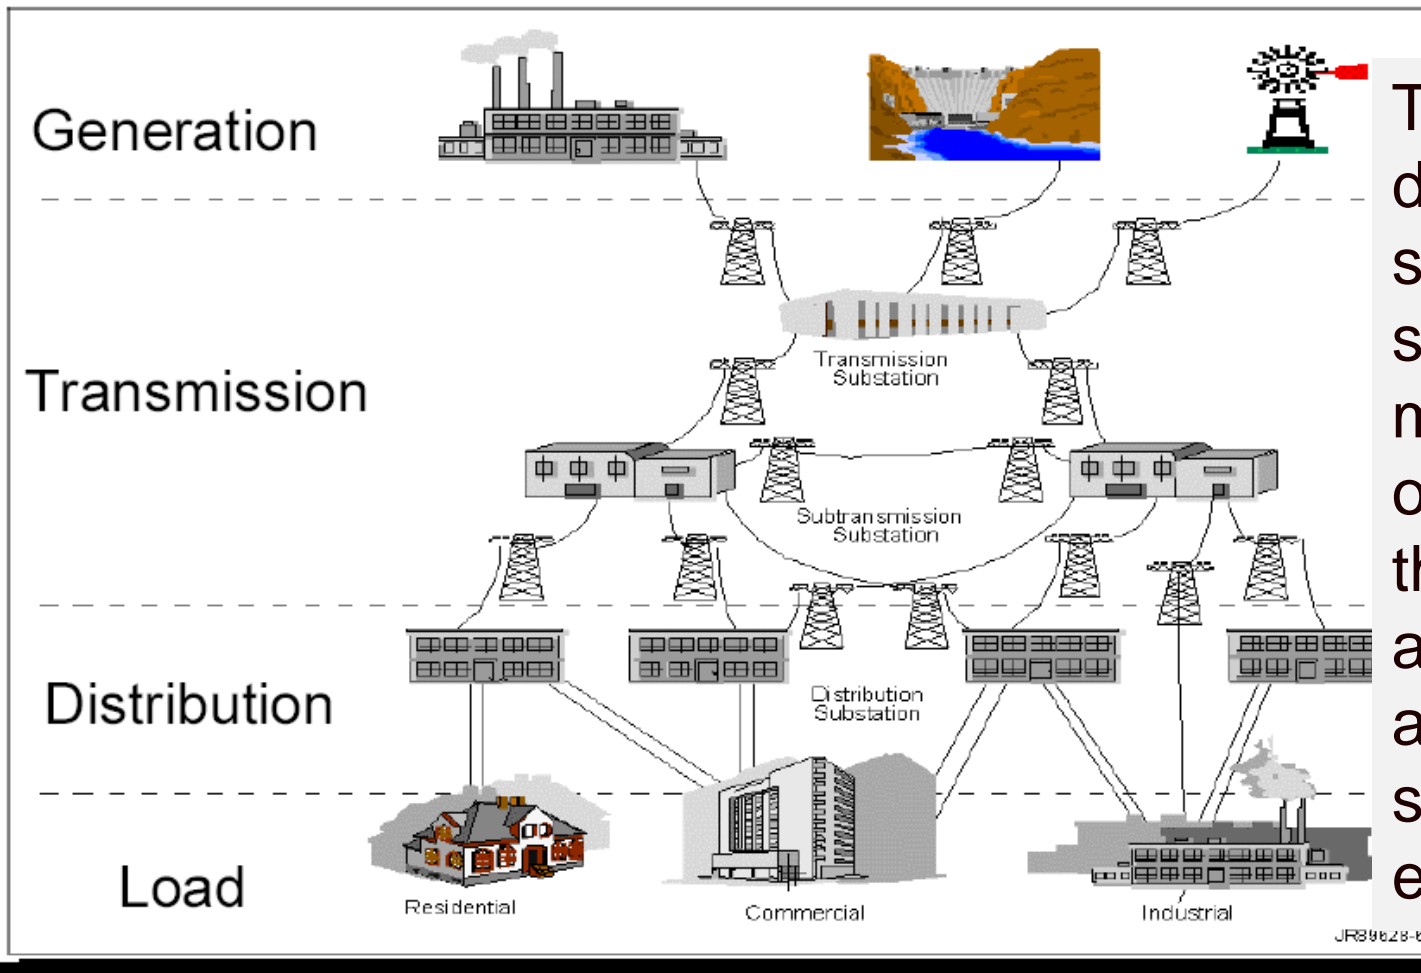 Generation
Transmission
Substation
Transmission
Subtransmission
Substation
Distribution
Substation
Distribution
Load
Residential
Commercial
Industrial